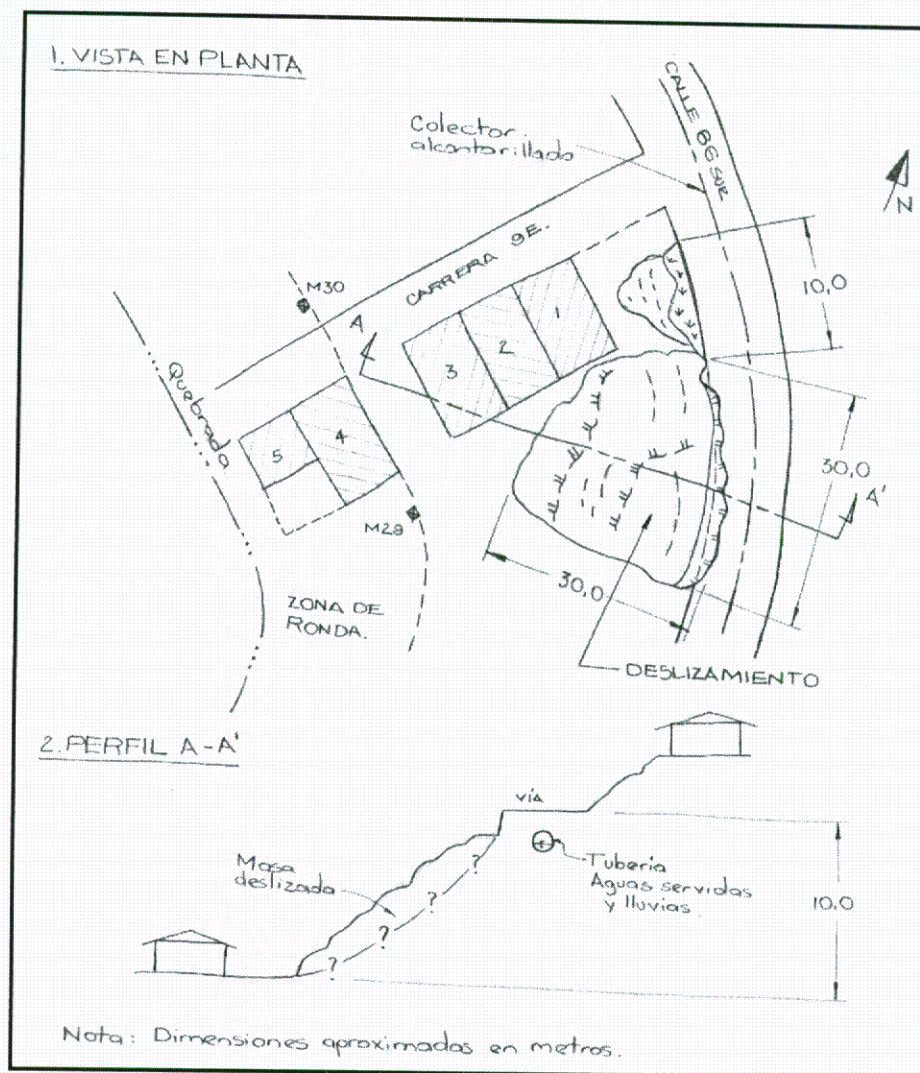 1. VISTA EN PLANTA
Colector
alcantarillado
CALLE 86 SUR
N
M30
CARRERA 9E.
10,0
A
1
2
3
Quebrada
4
5
30,0
A'
M29
30,0
ZONA DE
RONDA.
DESLIZAMIENTO
2. PERFIL A-A'
VÍA
Masa
deslizada
?
?
?
?
Tubería
Aguas servidas
y lluvias.
10.0
Nota: Dimensiones aproximadas en metros.